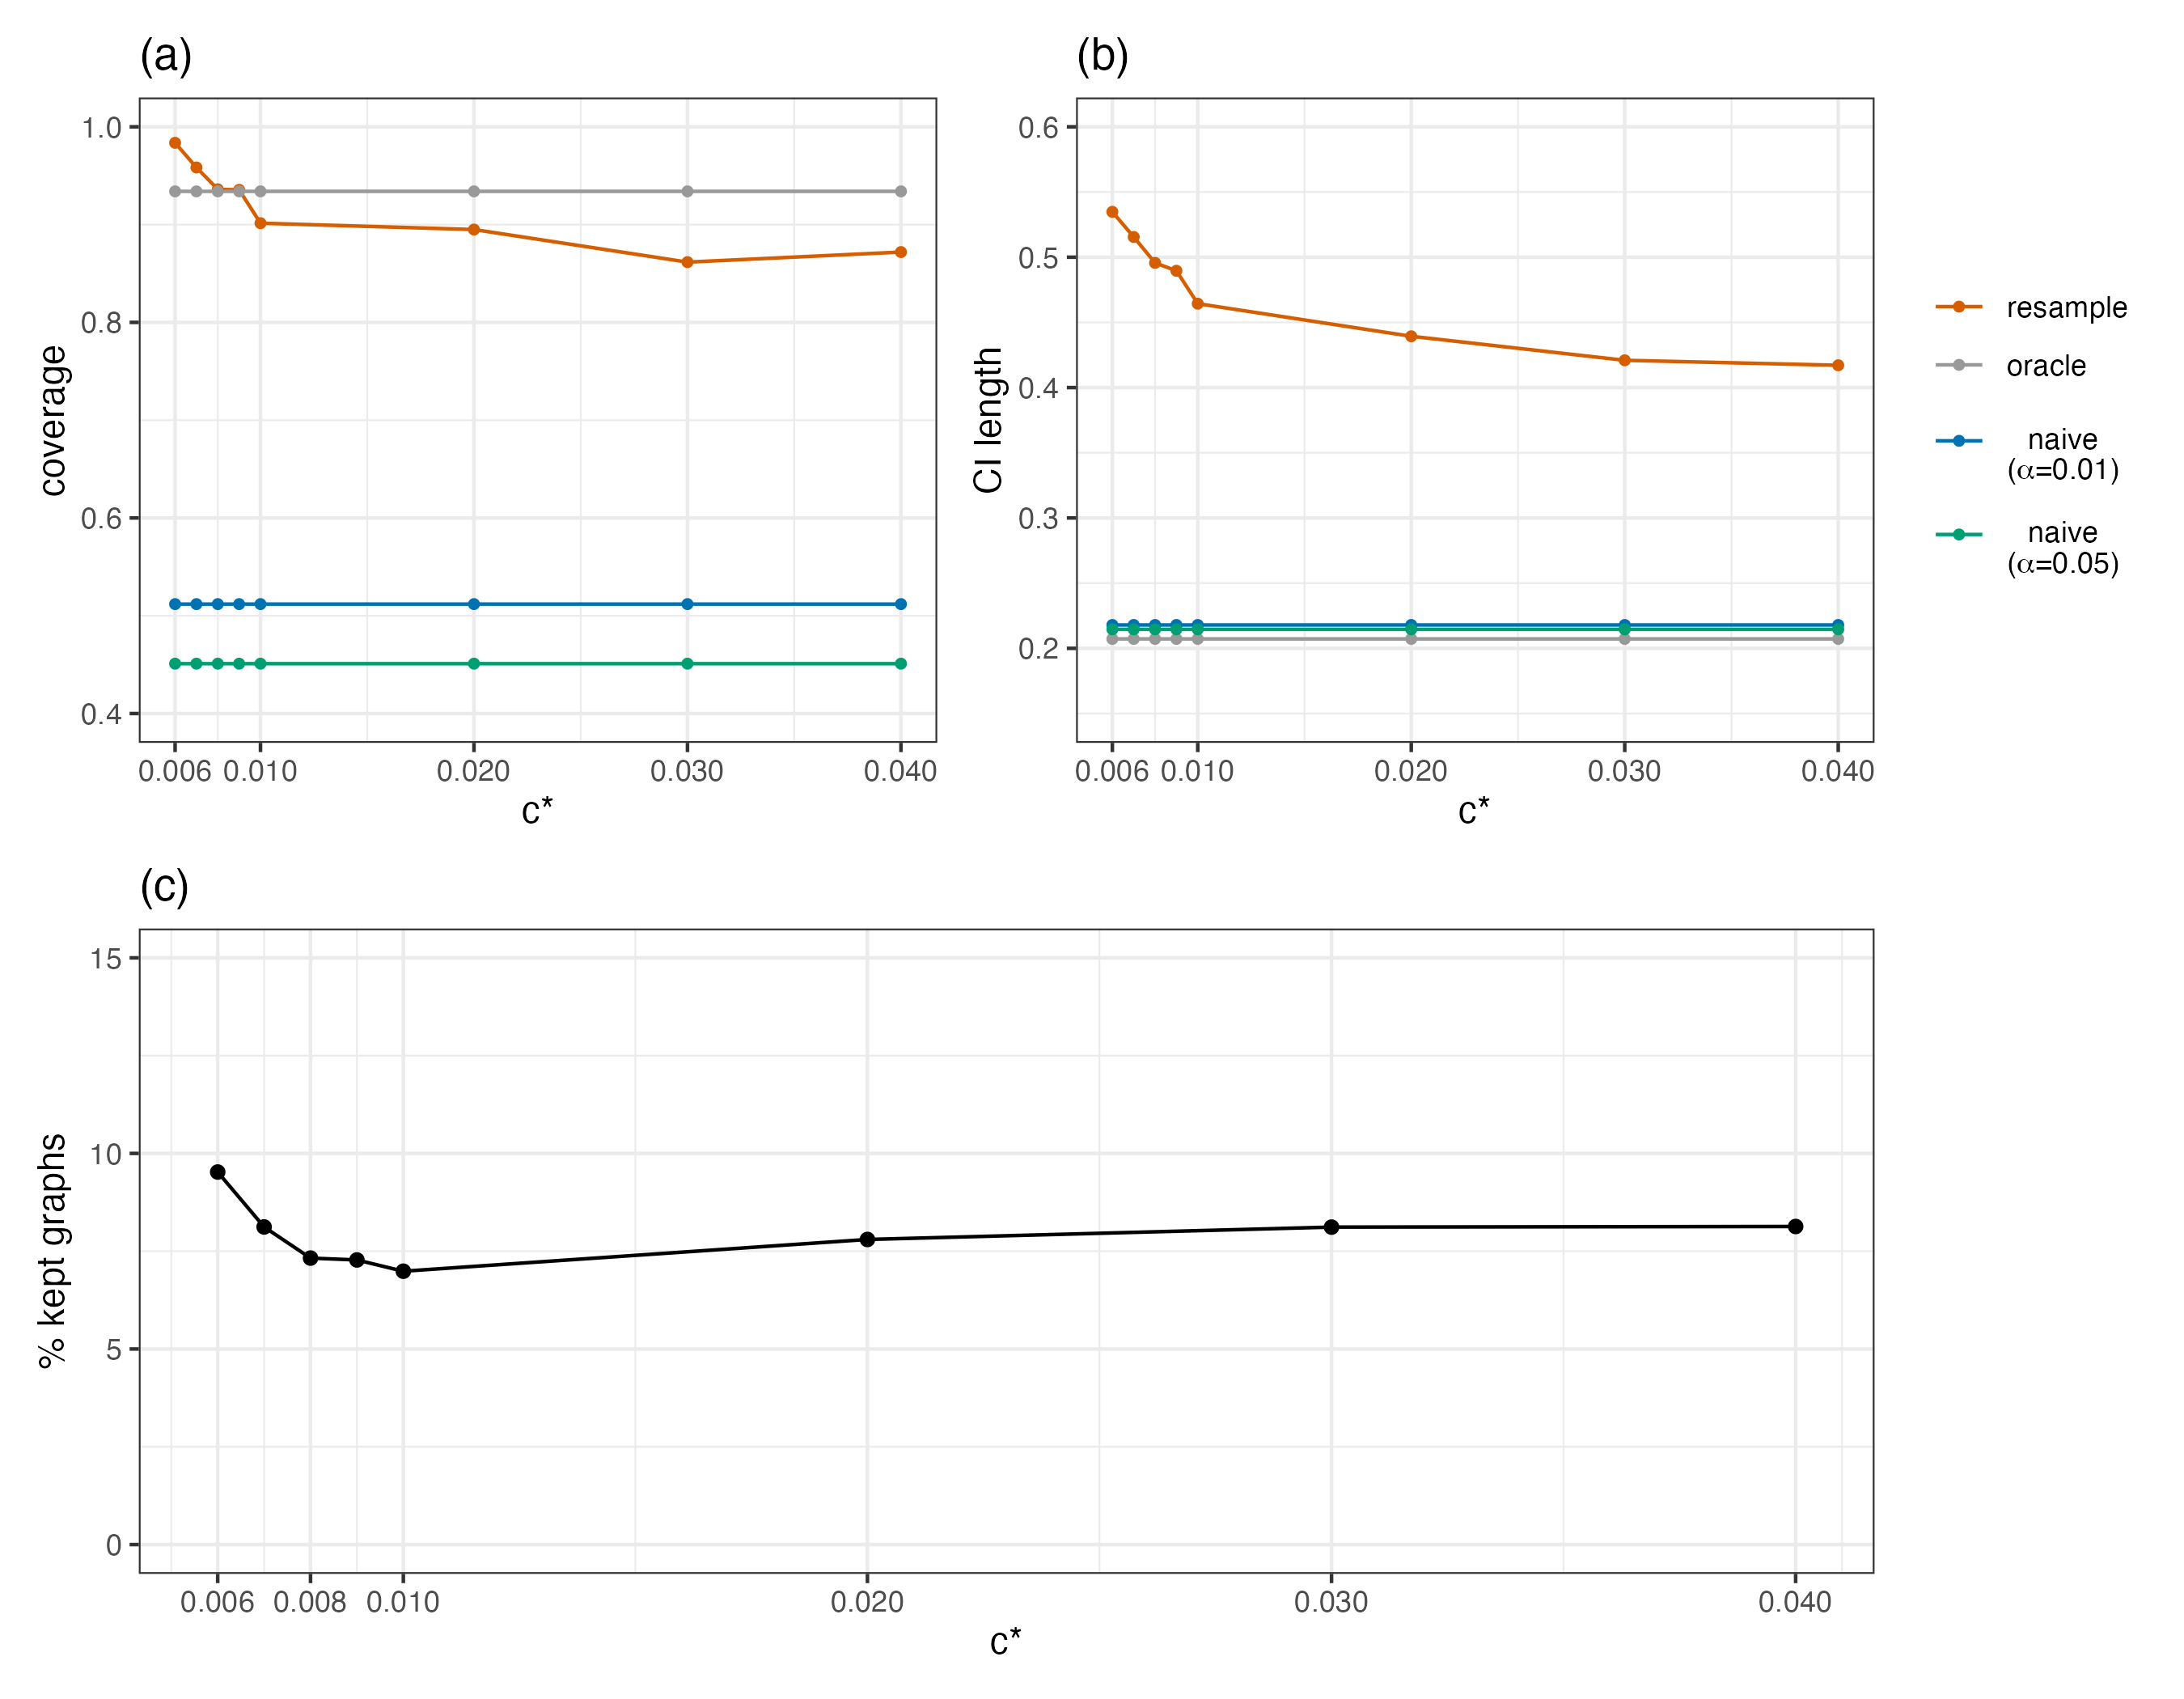 (a)
1.0
0.8
0.6
0.4
coverage
0.006 0.010 0.020 0.030 0.040
c*
(b)
0.6
0.5
0.4
0.3
0.2
CI length
0.006 0.010 0.020 0.030 0.040
c*
resample
oracle
naive
(α=0.01)
naive
(α=0.05)
(c)
15
10
5
0
% kept graphs
0.006 0.008 0.010 0.020 0.030 0.040
c*